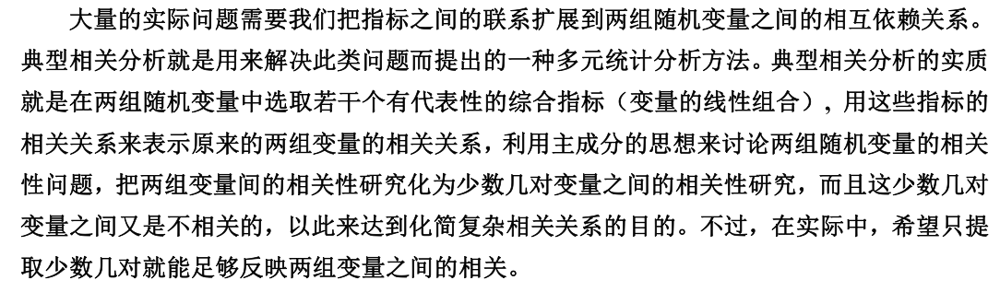 大量的实际问题需要我们把指标之间的联系扩展到两组随机变量之间的相互依赖关系。
典型相关分析就是用来解决此类问题而提出的一种多元统计分析方法。典型相关分析的实质
就是在两组随机变量中选取若干个有代表性的综合指标（变量的线性组合），用这些指标的
相关关系来表示原来的两组变量的相关关系，利用主成分的思想来讨论两组随机变量的相关
性问题，把两组变量间的相关性研究化为少数几对变量之间的相关性研究，而且这少数几对
变量之间又是不相关的，以此来达到化简复杂相关关系的目的。不过，在实际中，希望只提
取少数几对就能足够反映两组变量之间的相关。